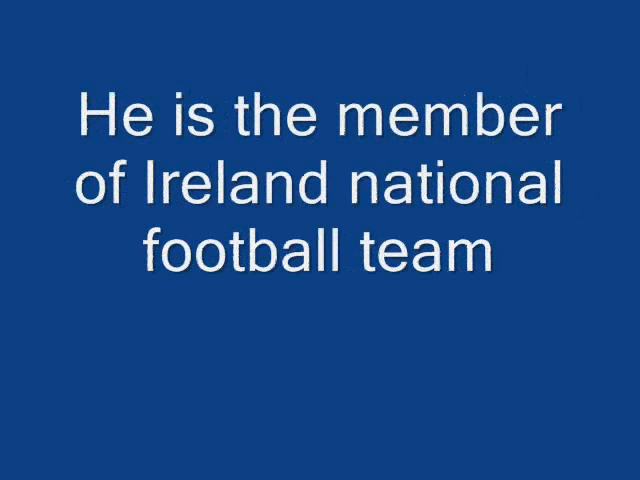 He is the member
of Ireland national
football team